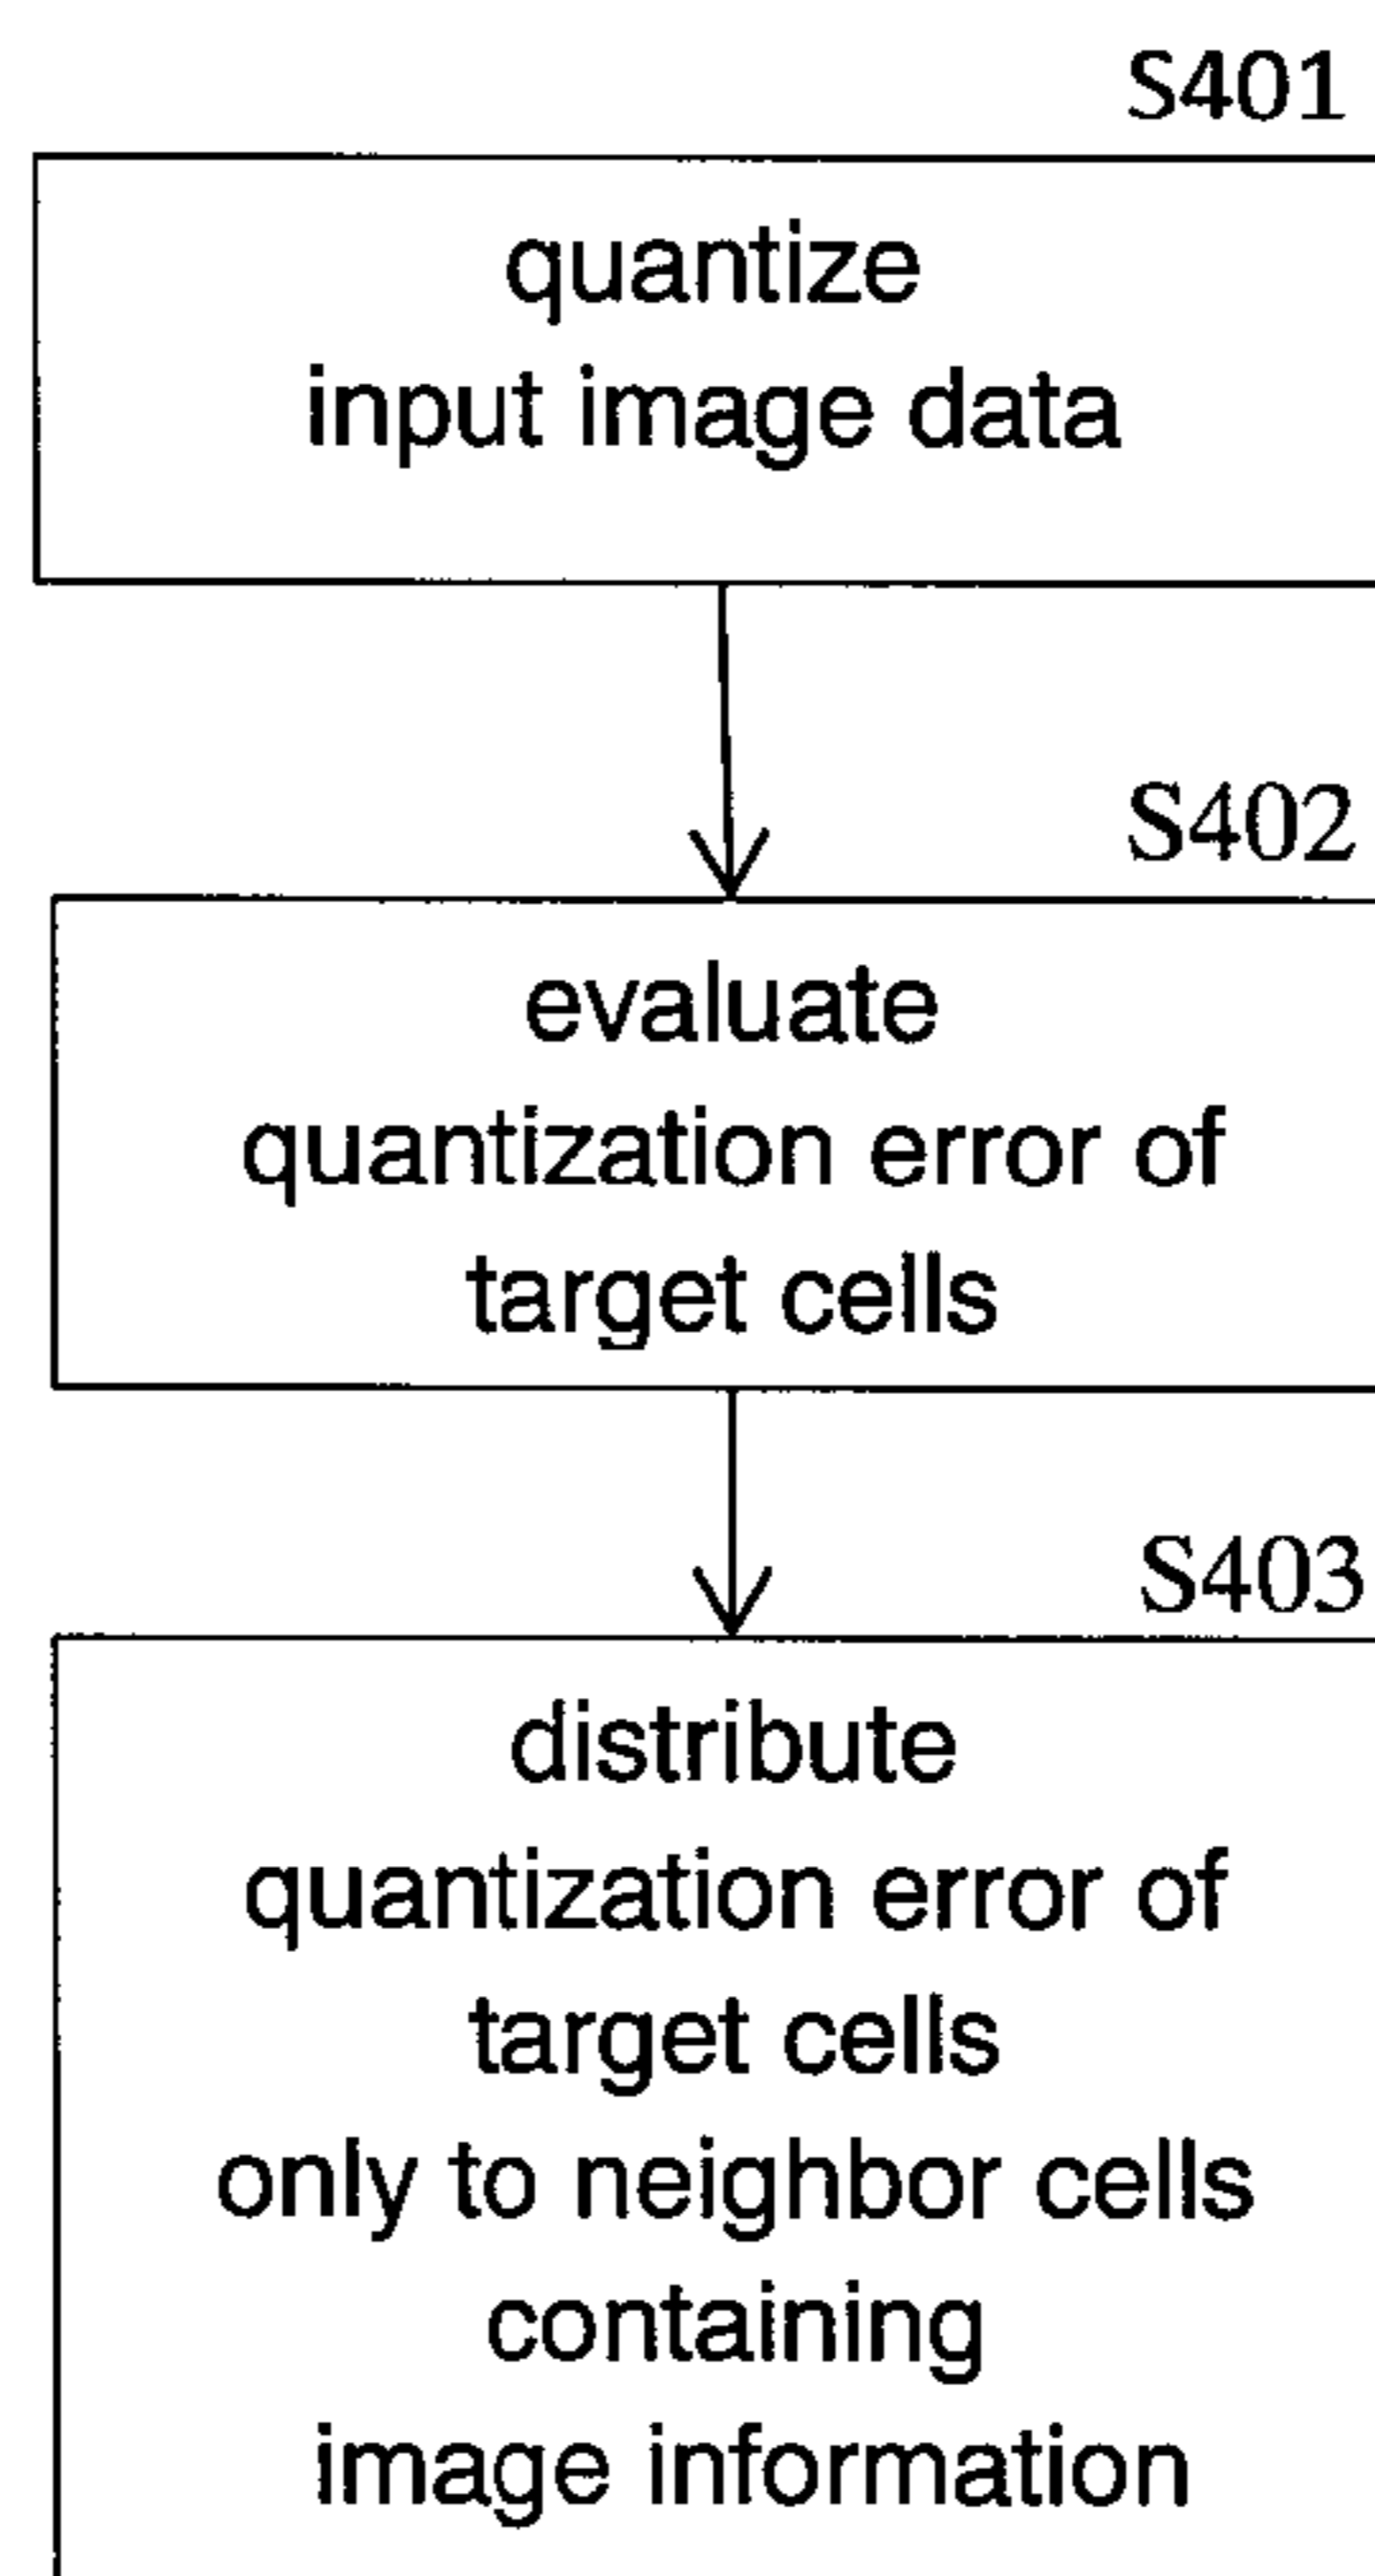 S401
quantize
input image data
S402
evaluate
quantization error of
target cells
S403
distribute
quantization error of
target cells
only to neighbor cells
containing
image information